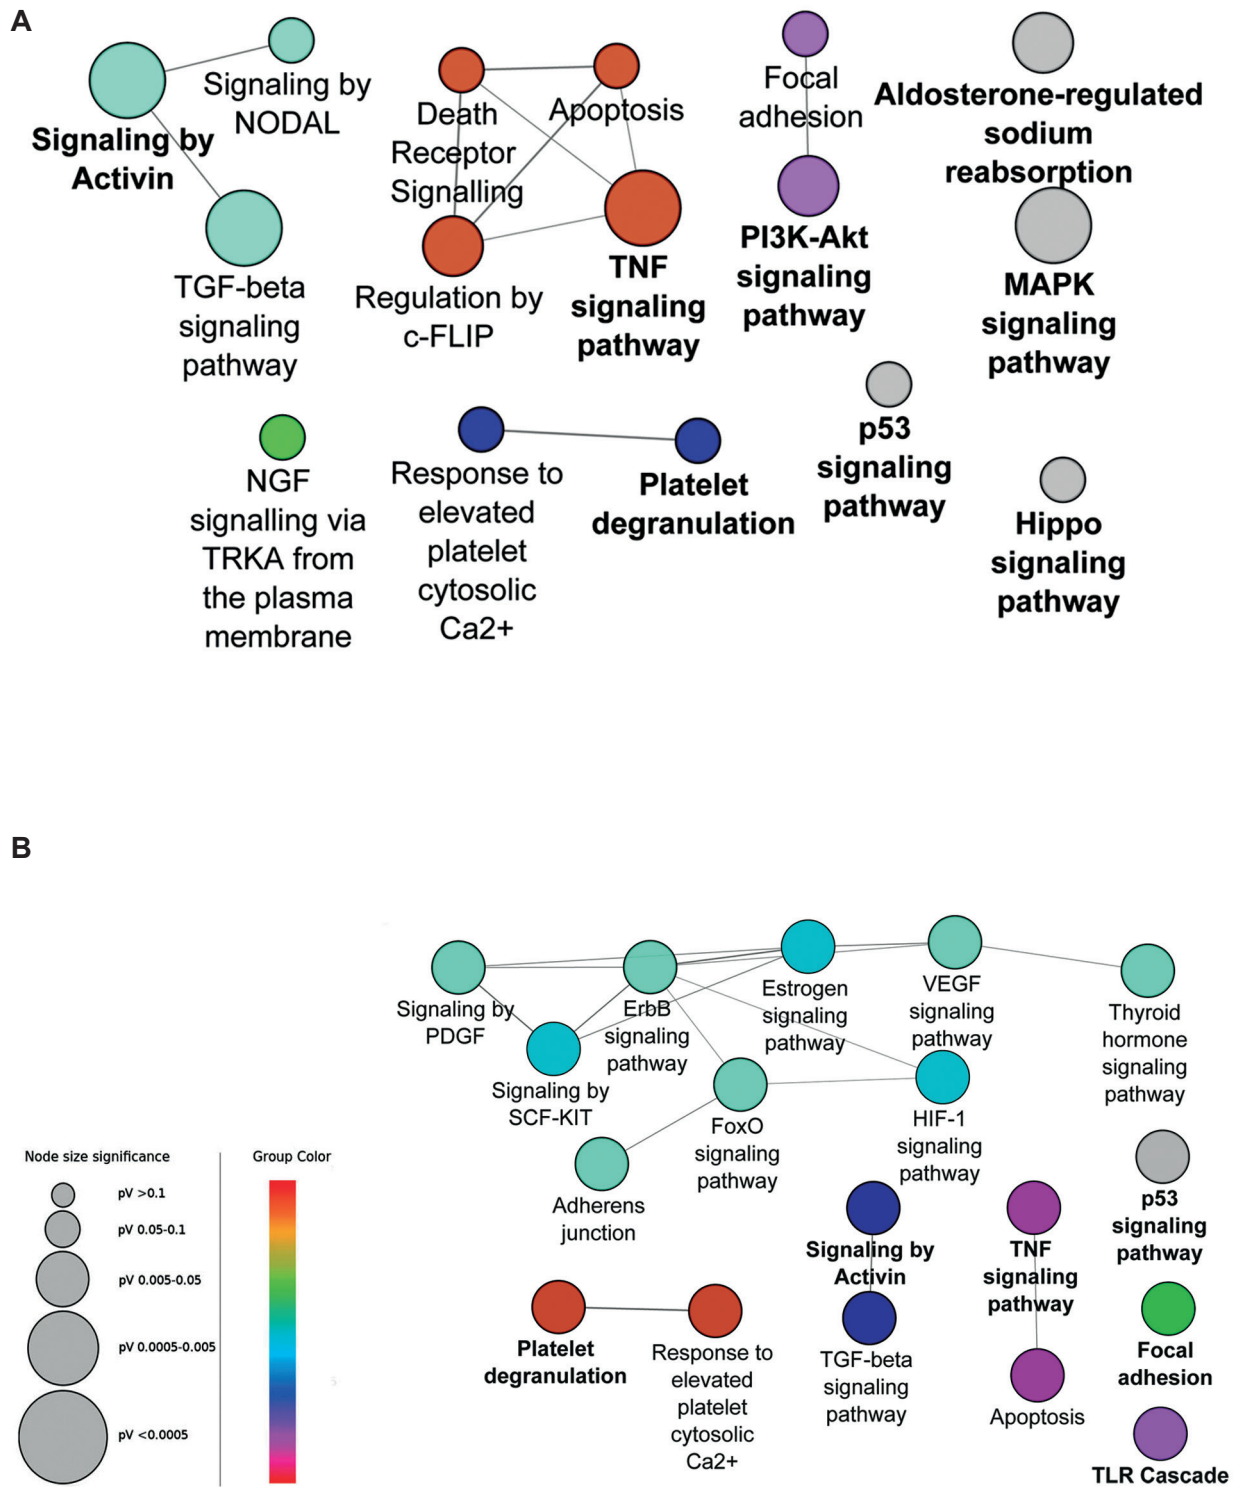 A
Signaling by
NODAL
Signaling by
Activin
TGF-beta
signaling
pathway
Death
Receptor
Signalling
Apoptosis
Regulation by
c-FLIP
TNF
signaling
pathway
Focal
adhesion
PI3K-Akt
signaling
pathway
Aldosterone-regulated
sodium
reabsorption
MAPK
signaling
pathway
NGF
signalling via
TRKA from
the plasma
membrane
Response to
elevated
platelet
cytosolic
Ca2+
Platelet
degranulation
p53
signaling
pathway
Hippo
signaling
pathway
B
Signaling by
PDGF
ErbB
signaling
pathway
Estrogen
signaling
pathway
VEGF
signaling
pathway
Thyroid
hormone
signaling
pathway
Signaling by
SCF-KIT
FoxO
signaling
pathway
HIF-1
signaling
pathway
Adherens
junction
p53
signaling
pathway
Signaling by
Activin
TGF-beta
signaling
pathway
TNF
signaling
pathway
Apoptosis
Platelet
degranulation
Response to
elevated
platelet
cytosolic
Ca2+
Focal
adhesion
TLR Cascade
Node size significance
pV >0.1
pV 0.05-0.1
pV 0.005-0.05
pV 0.0005-0.005
pV <0.0005
Group Color